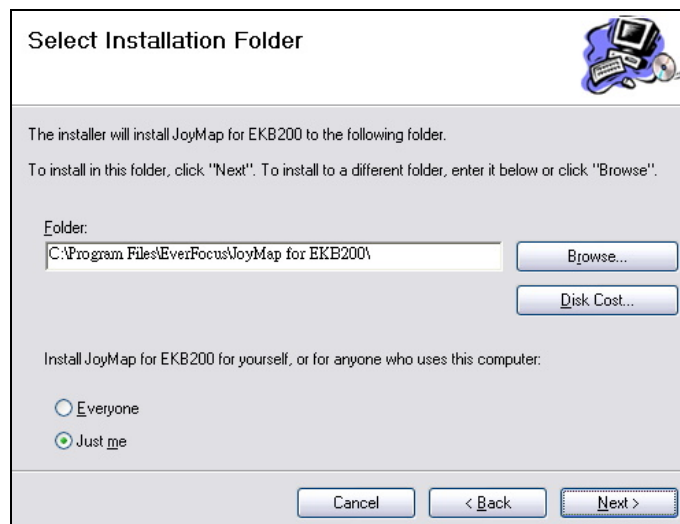 Select Installation Folder
The installer will install JoyMap for EKB200 to the following folder.
To install in this folder, click "Next". To install to a different folder, enter it below or click "Browse".
Folder:
C:\Program Files\EverFocus\JoyMap for EKB200\
Browse...
Disk Cost...
Install JoyMap for EKB200 for yourself, or for anyone who uses this computer:
Everyone
Just me
Cancel
< Back
Next >